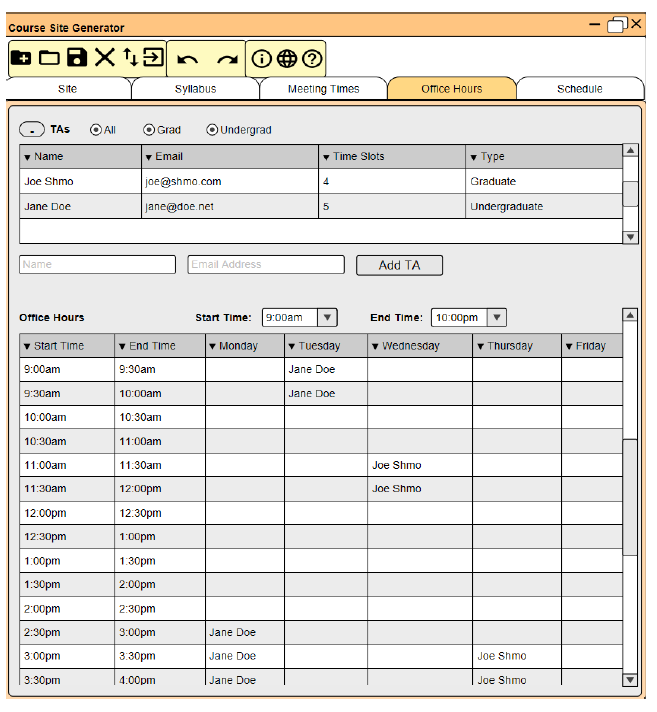 Course Site Generator
Site Syllabus Meeting Times Office Hours Schedule
- TAs All Grad Undergrad
▼ Name ▼ Email ▼ Time Slots ▼ Type
Joe Shmo joe@shmo.com 4 Graduate
Jane Doe jane@doe.net 5 Undergraduate
Name Email Address Add TA
Office Hours Start Time: 9:00am ▼ End Time: 10:00pm ▼
▼ Start Time ▼ End Time ▼ Monday ▼ Tuesday ▼ Wednesday ▼ Thursday ▼ Friday
9:00am 9:30am Jane Doe
9:30am 10:00am Jane Doe
10:00am 10:30am
10:30am 11:00am
11:00am 11:30am Joe Shmo
11:30am 12:00pm Joe Shmo
12:00pm 12:30pm
12:30pm 1:00pm
1:00pm 1:30pm
1:30pm 2:00pm
2:00pm 2:30pm
2:30pm 3:00pm Jane Doe
3:00pm 3:30pm Jane Doe Joe Shmo
3:30pm 4:00pm Jane Doe Joe Shmo